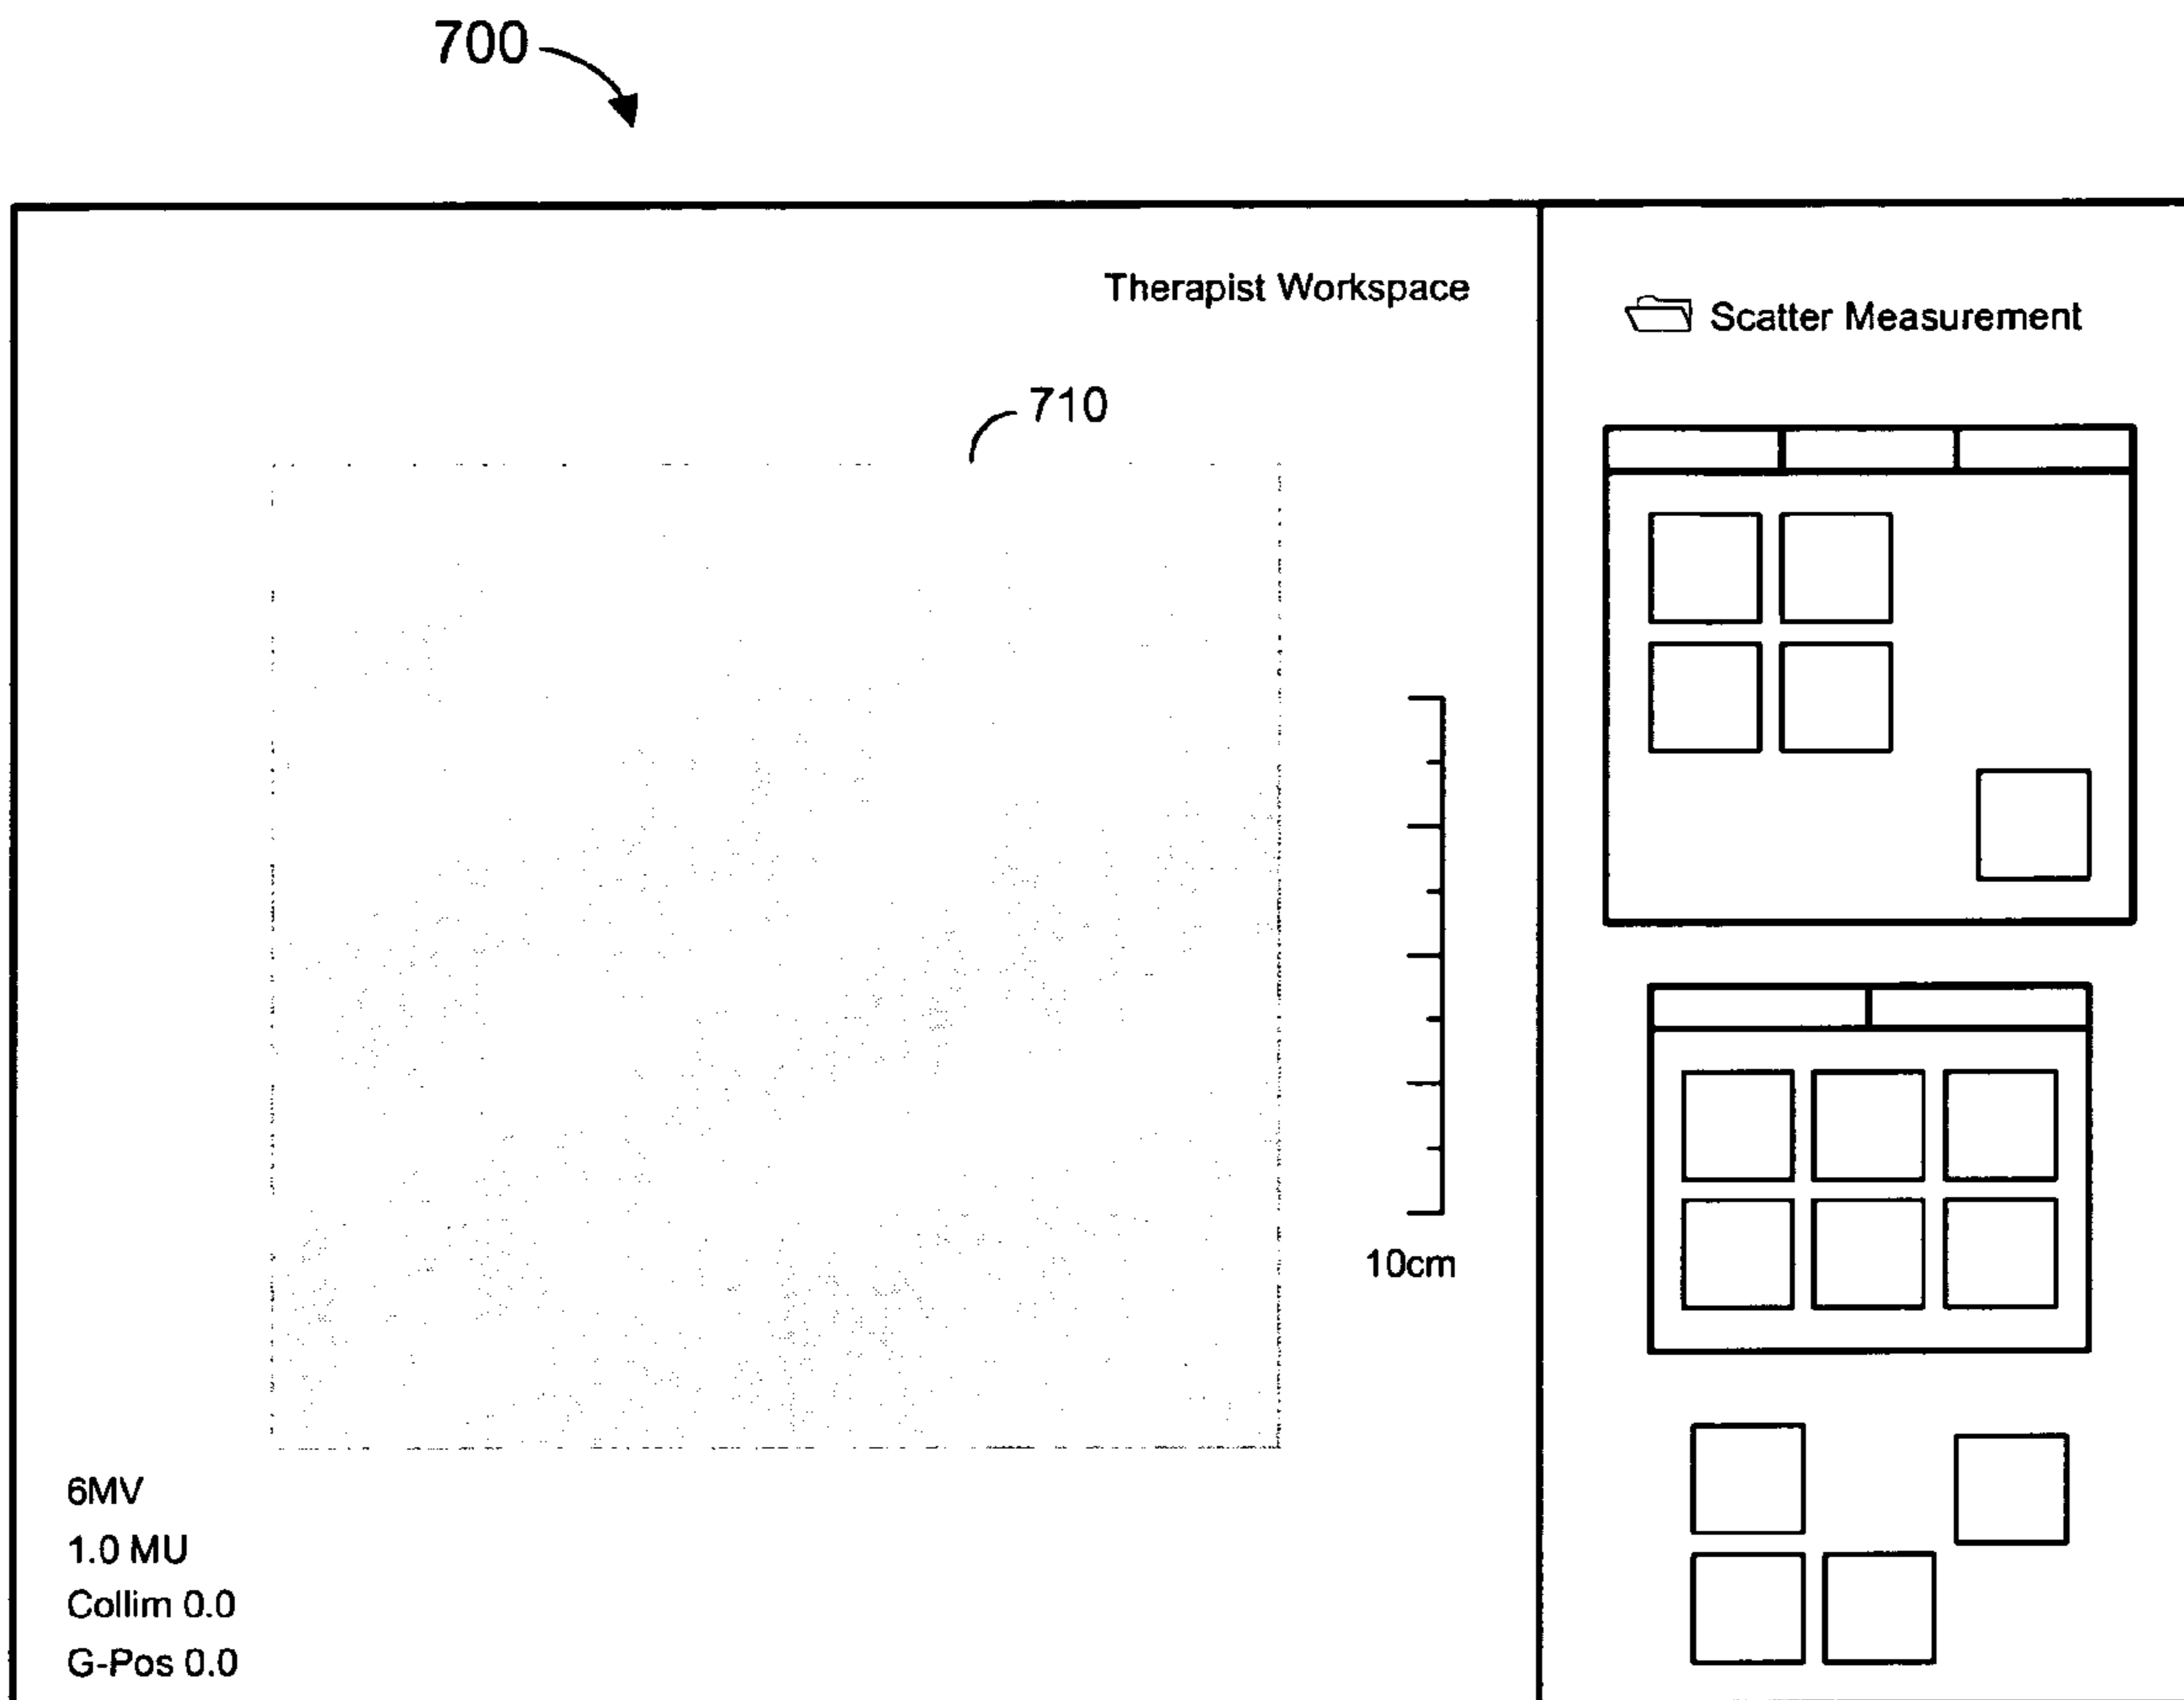 700
Therapist Workspace
Scatter Measurement
710
10cm
6MV
1.0 MU
Collim 0.0
G-Pos 0.0